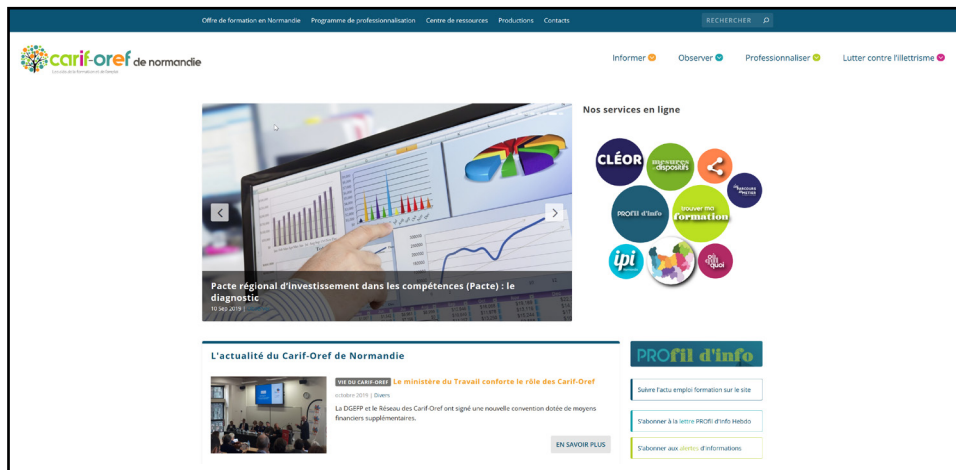 Offre de formation en Normandie Programme de professionnalisation Centre de ressources Productions Contacts RECHERCHER
carif-oref de normandie
Informer Observer Professionnaliser Lutter contre l'illettrisme
Nos services en ligne
CLÉOR
mesures
dispositifs
PARCOURS
MÉTIER
PROfil d'info
trouver ma
formation
ipi
quoi
Pacte régional d'investissement dans les compétences (Pacte) : le
diagnostic
10 Sep 2019 |
L'actualité du Carif-Oref de Normandie
VIE DU CARIF-OREF Le ministère du Travail conforte le rôle des Carif-Oref
octobre 2019 | Divers
La DGEFP et le Réseau des Carif-Oref ont signé une nouvelle convention dotée de moyens
financiers supplémentaires.
EN SAVOIR PLUS
PROfil d'info
Suivre l'actu emploi formation sur le site
S'abonner à la lettre PROfil d'info Hebdo
S'abonner aux alertes d'informations